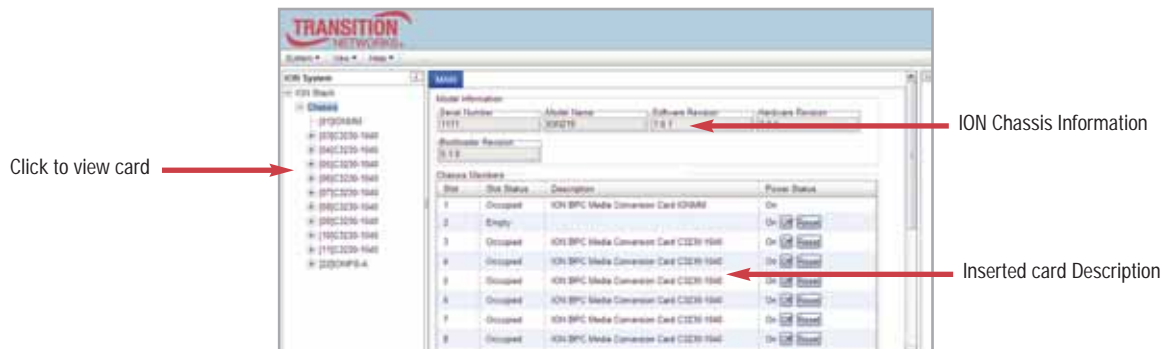 TRANSITION
NETWORKS
System View Help
ION System
MAIN
ION Stack
Chassis
Model Information
Serial Number Model Name Software Revision Hardware Revision
Bootloader Revision
[01]IONMM
[03]C3230-1040
[04]C3230-1040
[05]C3230-1040
[06]C3230-1040
[07]C3230-1040
[08]C3230-1040
[09]C3230-1040
[10]C3230-1040
[11]C3230-1040
[22]IONPS-A
Click to view card
ION Chassis Information
Chassis Members
Slot Slot Status Description Power Status
1 Occupied ION BPC Media Conversion Card IONMM On
2 Empty On Off Reset
3 Occupied ION BPC Media Conversion Card C3230-1040 On Off Reset
4 Occupied ION BPC Media Conversion Card C3230-1040 On Off Reset
5 Occupied ION BPC Media Conversion Card C3230-1040 On Off Reset
6 Occupied ION BPC Media Conversion Card C3230-1040 On Off Reset
7 Occupied ION BPC Media Conversion Card C3230-1040 On Off Reset
8 Occupied ION BPC Media Conversion Card C3230-1040 On Off Reset
Inserted card Description